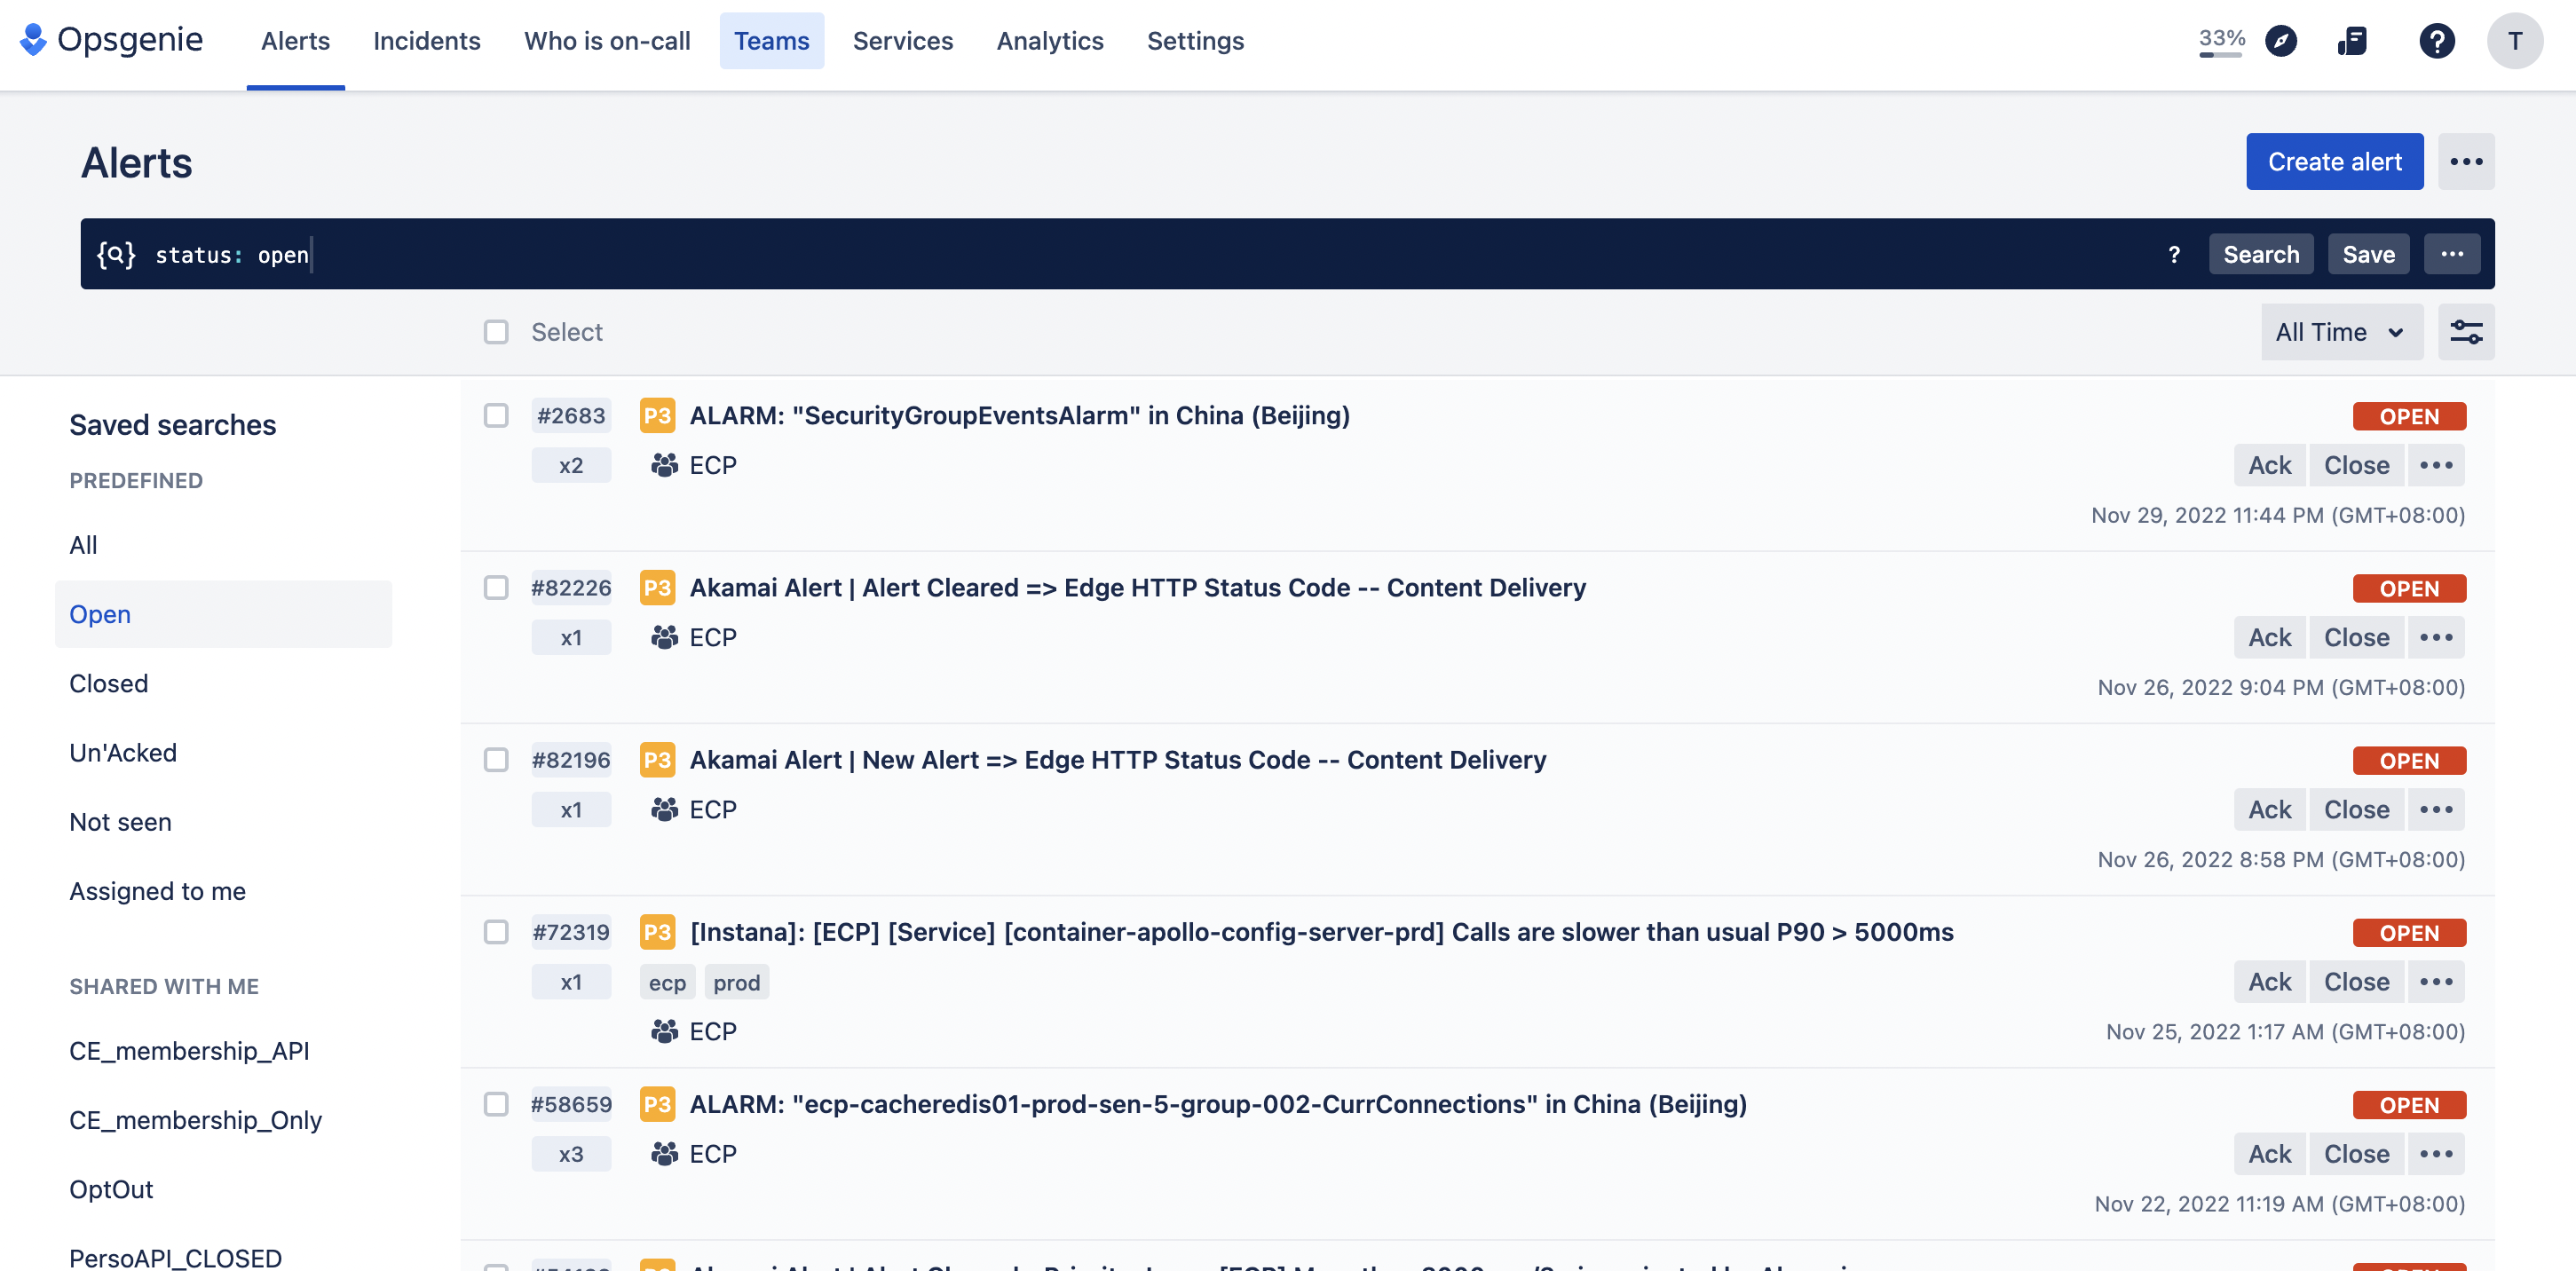 Opsgenie
Alerts
Incidents
Who is on-call
Teams
Services
Analytics
Settings
33%
?
T
Alerts
Create alert
status: open
?
Search
Save
Select
All Time
Saved searches
PREDEFINED
All
Open
Closed
Un'Acked
Not seen
Assigned to me
SHARED WITH ME
CE_membership_API
CE_membership_Only
OptOut
PersoAPI_CLOSED
#2683 P3 ALARM: "SecurityGroupEventsAlarm" in China (Beijing) OPEN
x2 ECP Ack Close
Nov 29, 2022 11:44 PM (GMT+08:00)
#82226 P3 Akamai Alert | Alert Cleared => Edge HTTP Status Code -- Content Delivery OPEN
x1 ECP Ack Close
Nov 26, 2022 9:04 PM (GMT+08:00)
#82196 P3 Akamai Alert | New Alert => Edge HTTP Status Code -- Content Delivery OPEN
x1 ECP Ack Close
Nov 26, 2022 8:58 PM (GMT+08:00)
#72319 P3 [Instana]: [ECP] [Service] [container-apollo-config-server-prd] Calls are slower than usual P90 > 5000ms OPEN
x1 ecp prod Ack Close
ECP Nov 25, 2022 1:17 AM (GMT+08:00)
#58659 P3 ALARM: "ecp-cacheredis01-prod-sen-5-group-002-CurrConnections" in China (Beijing) OPEN
x3 ECP Ack Close
Nov 22, 2022 11:19 AM (GMT+08:00)